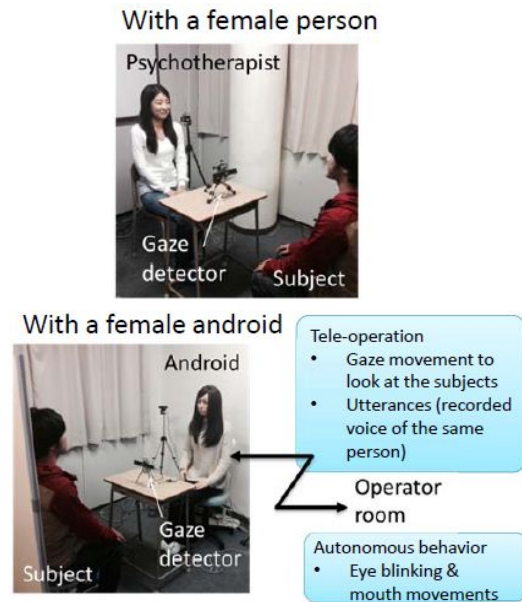 With a female person
Psychotherapist
Gaze
detector
Subject
With a female android
Android
Gaze
detector
Subject
Tele-operation
• Gaze movement to
look at the subjects
• Utterances (recorded
voice of the same
person)
Operator
room
Autonomous behavior
• Eye blinking &
mouth movements